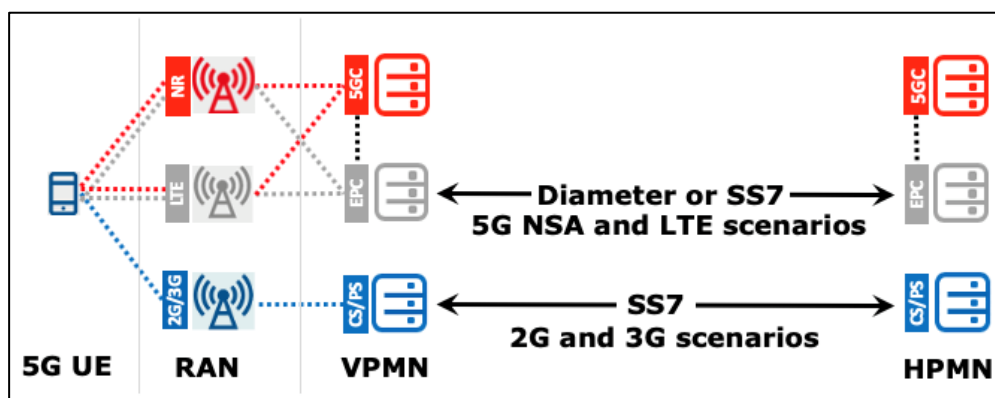 NR
5GC
5GC
LTE
EPC
Diameter or SS7
5G NSA and LTE scenarios
EPC
2G/3G
CS/PS
SS7
2G and 3G scenarios
CS/PS
5G UE
RAN
VPMN
HPMN